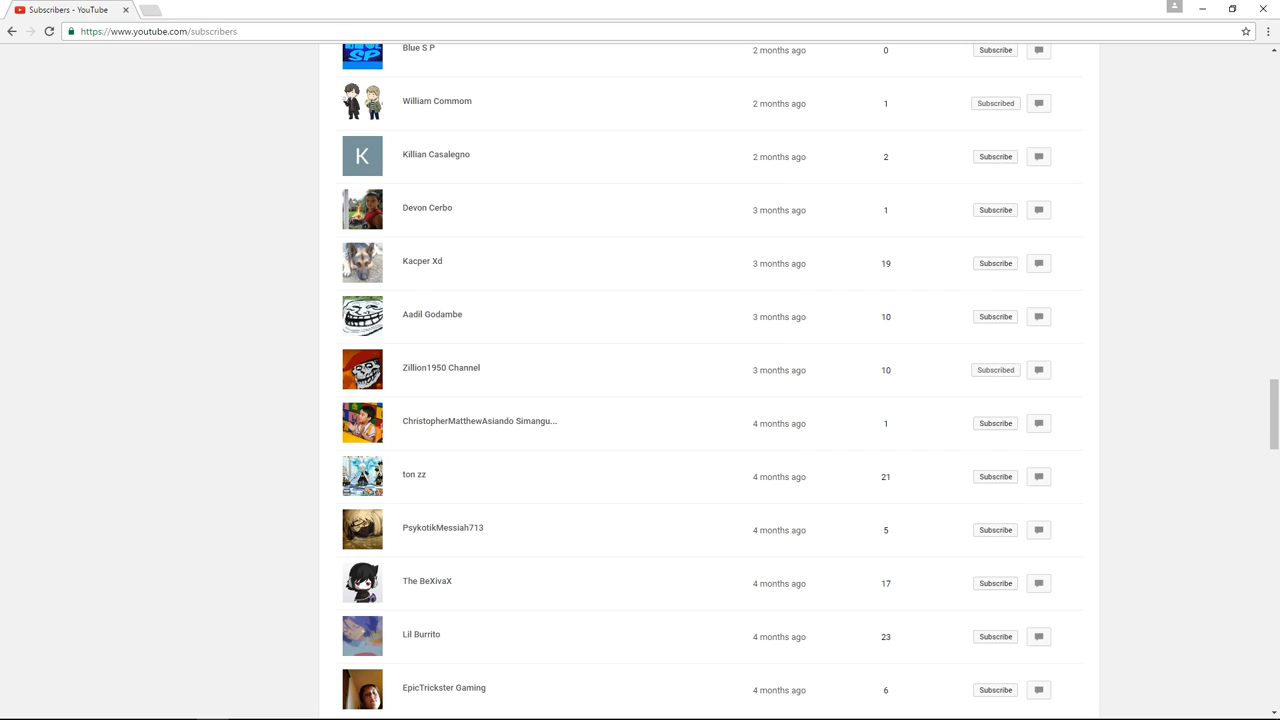 Subscribers - YouTube
https://www.youtube.com/subscribers
Blue S P 2 months ago 0 Subscribe
SP
William Commom 2 months ago 1 Subscribed
K Killian Casalegno 2 months ago 2 Subscribe
Devon Cerbo 3 months ago 1 Subscribe
Kacper Xd 3 months ago 19 Subscribe
Aadil Godambe 3 months ago 10 Subscribe
Zillion1950 Channel 3 months ago 10 Subscribed
ChristopherMatthewAsiando Simangu... 4 months ago 1 Subscribe
ton zz 4 months ago 21 Subscribe
PsykotikMessiah713 4 months ago 5 Subscribe
The BeXivaX 4 months ago 17 Subscribe
Lil Burrito 4 months ago 23 Subscribe
EpicTrickster Gaming 4 months ago 6 Subscribe